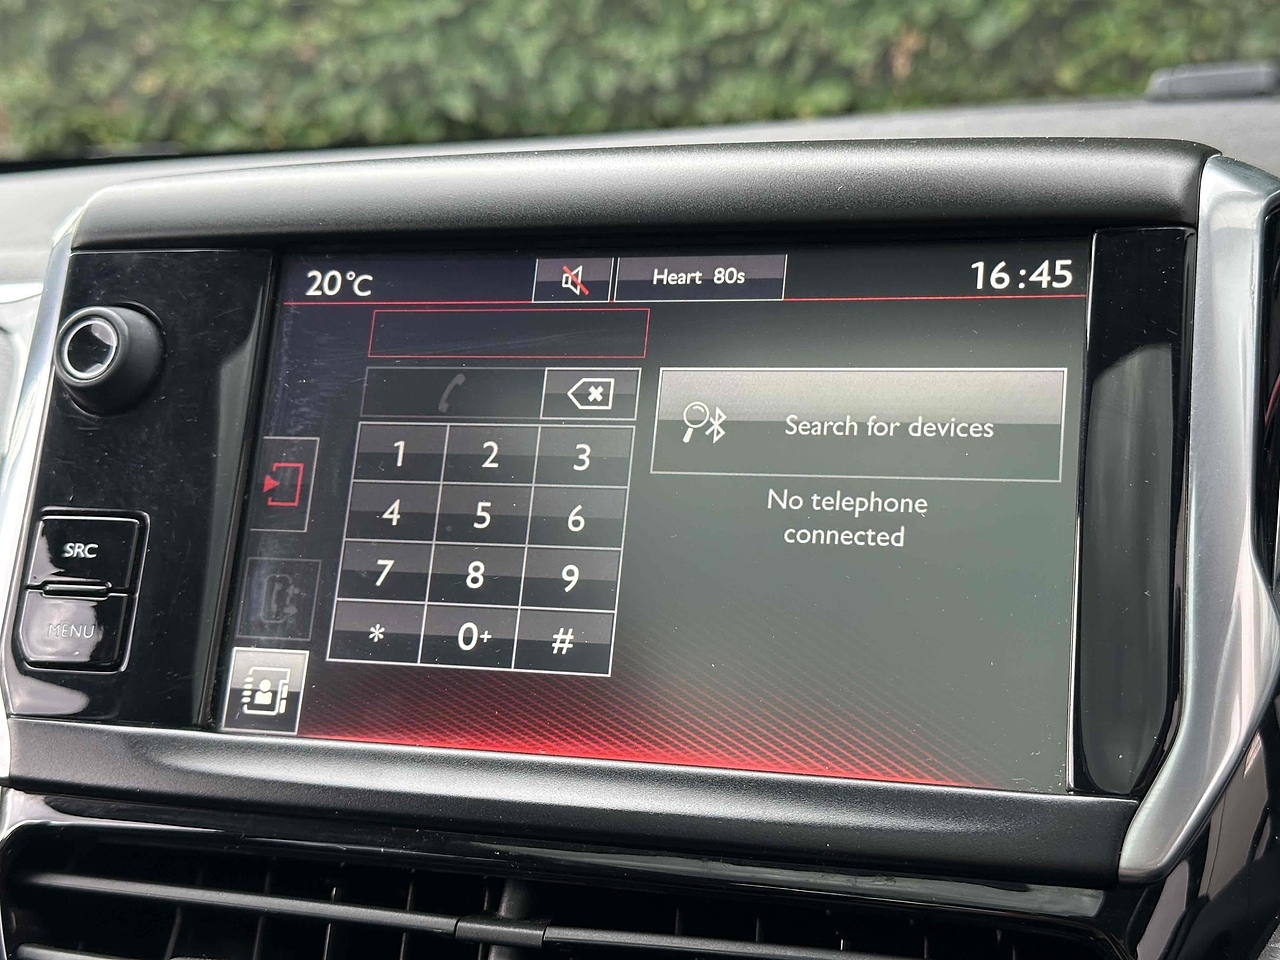 20°C
Heart 80s
16:45
Search for devices
No telephone
connected
1 2 3
4 5 6
7 8 9
* 0+ #
SRC
MENU